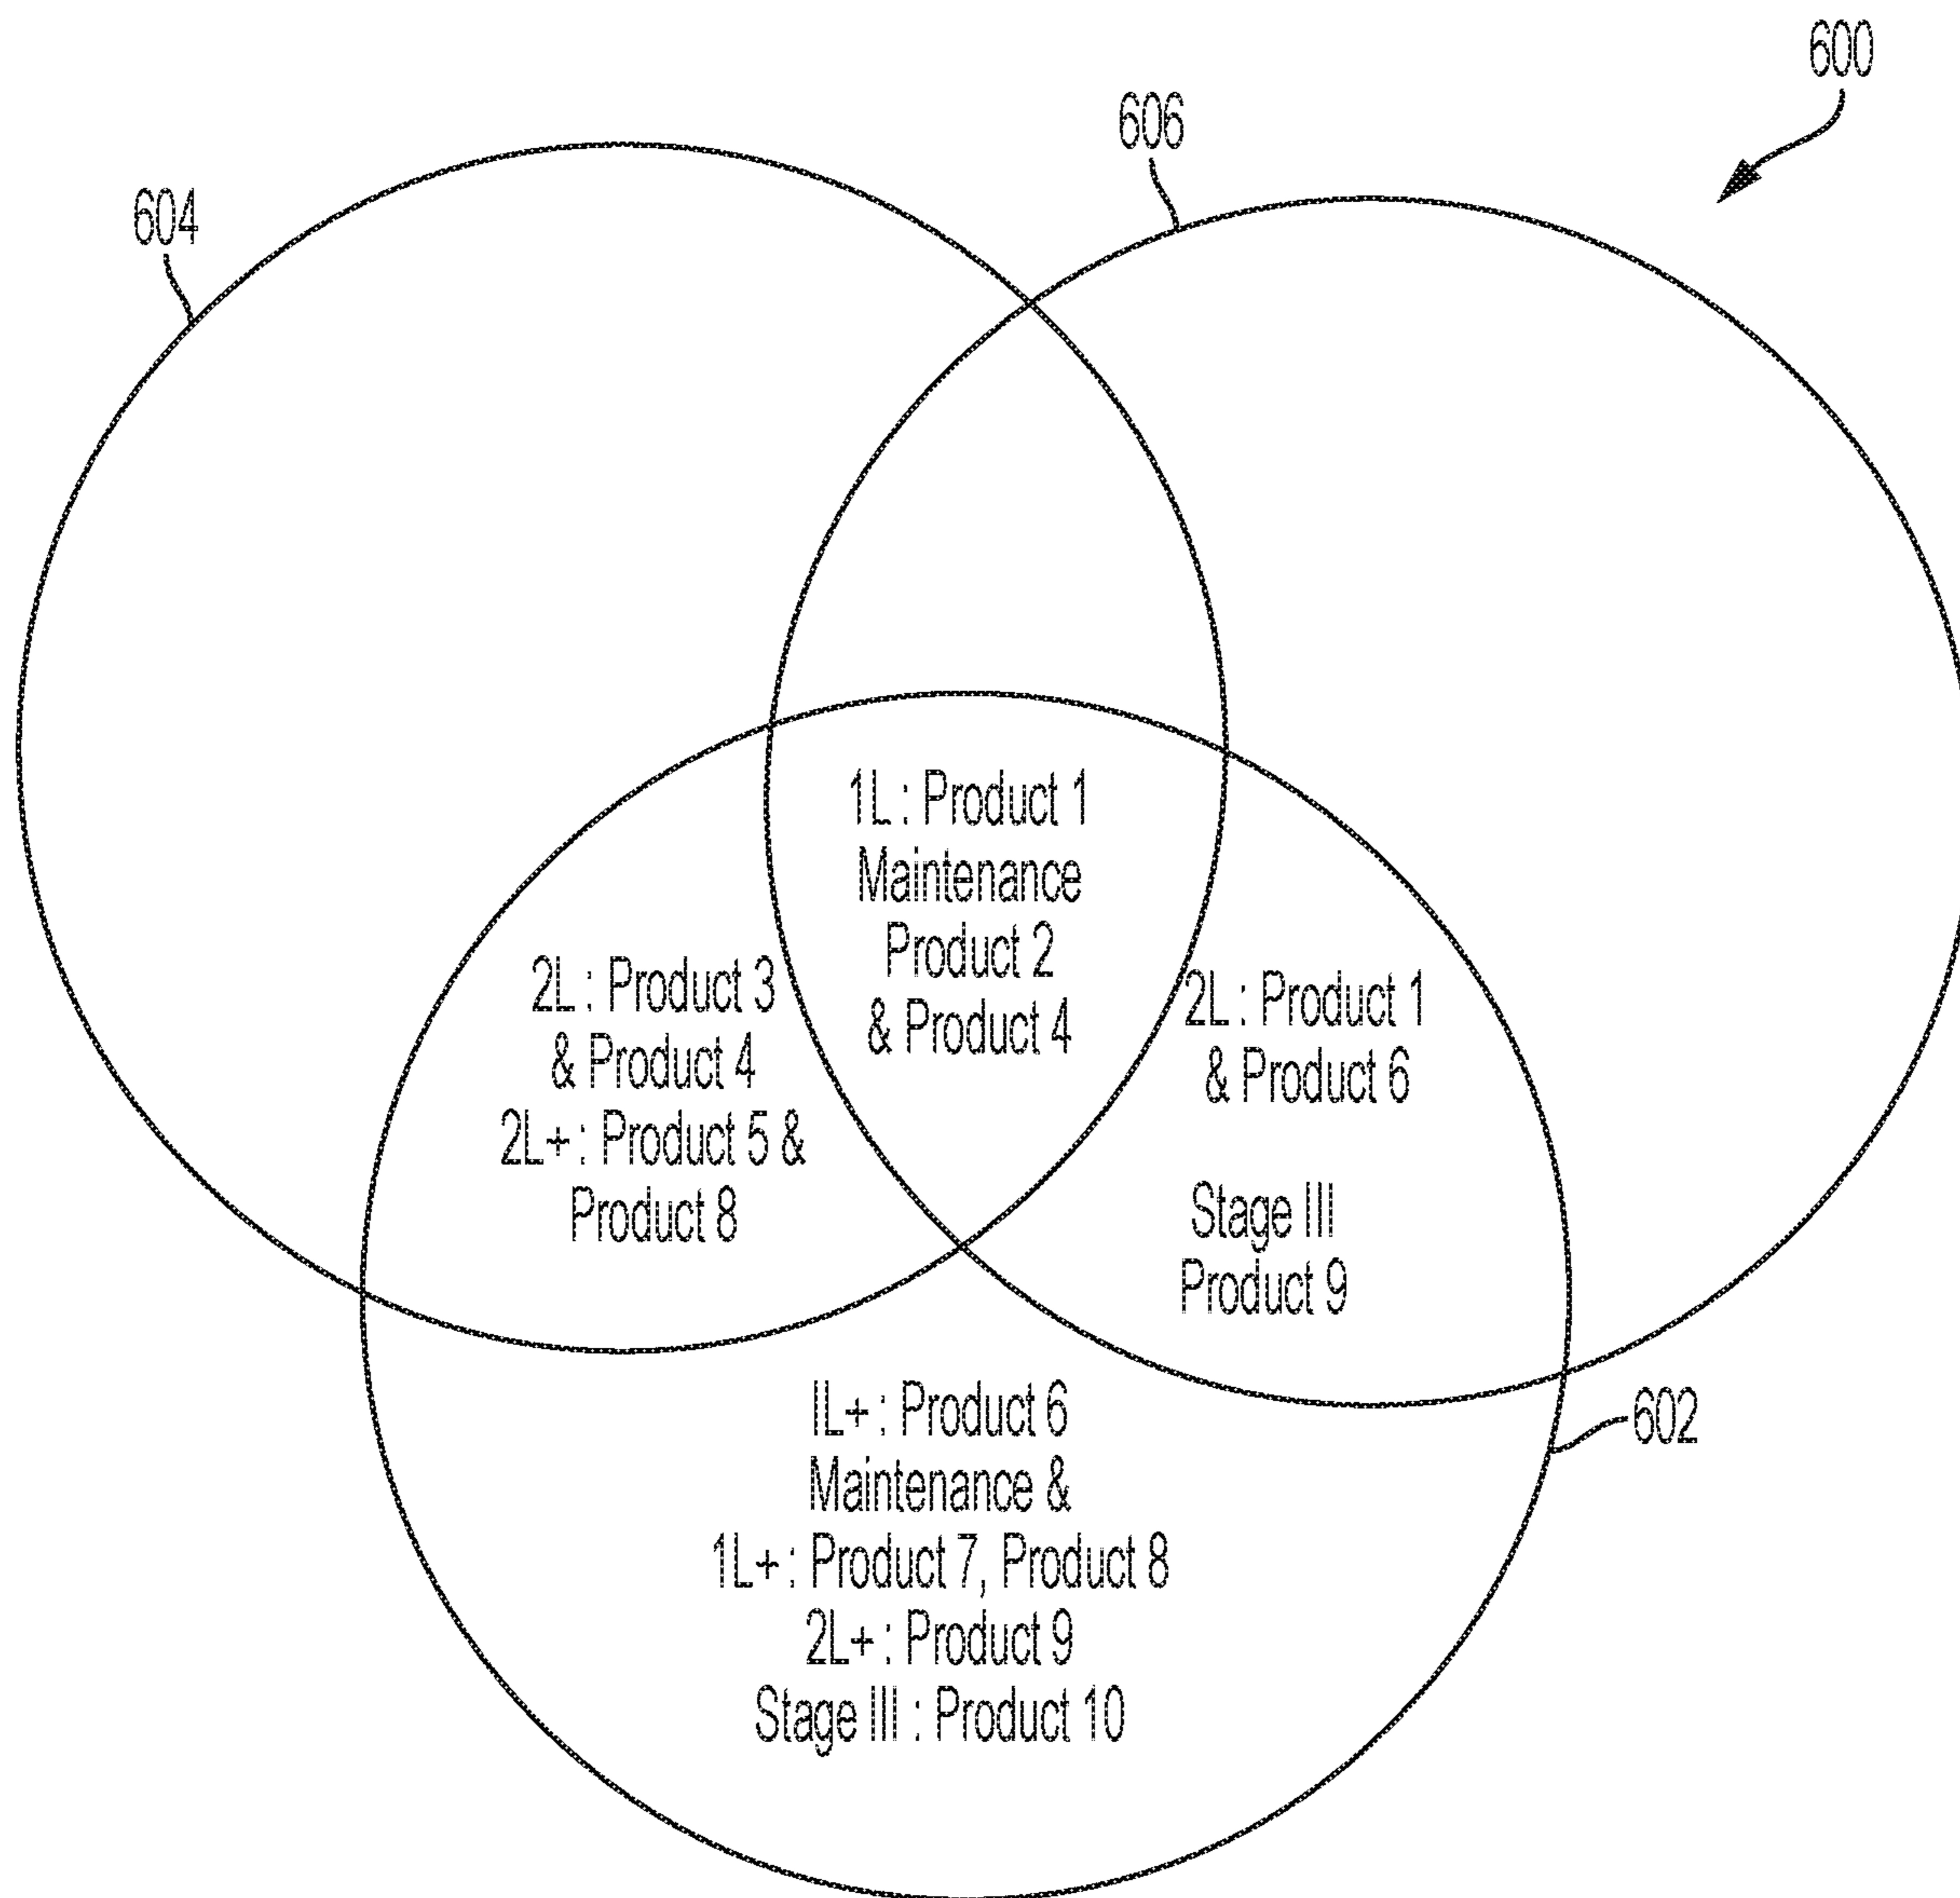 600
606
604
1L : Product 1
Maintenance
Product 2
& Product 4
2L : Product 3
& Product 4
2L+ : Product 5 &
Product 8
2L : Product 1
& Product 6
Stage III
Product 9
IL+ : Product 6
Maintenance &
1L+ : Product 7, Product 8
2L+ : Product 9
Stage III : Product 10
602